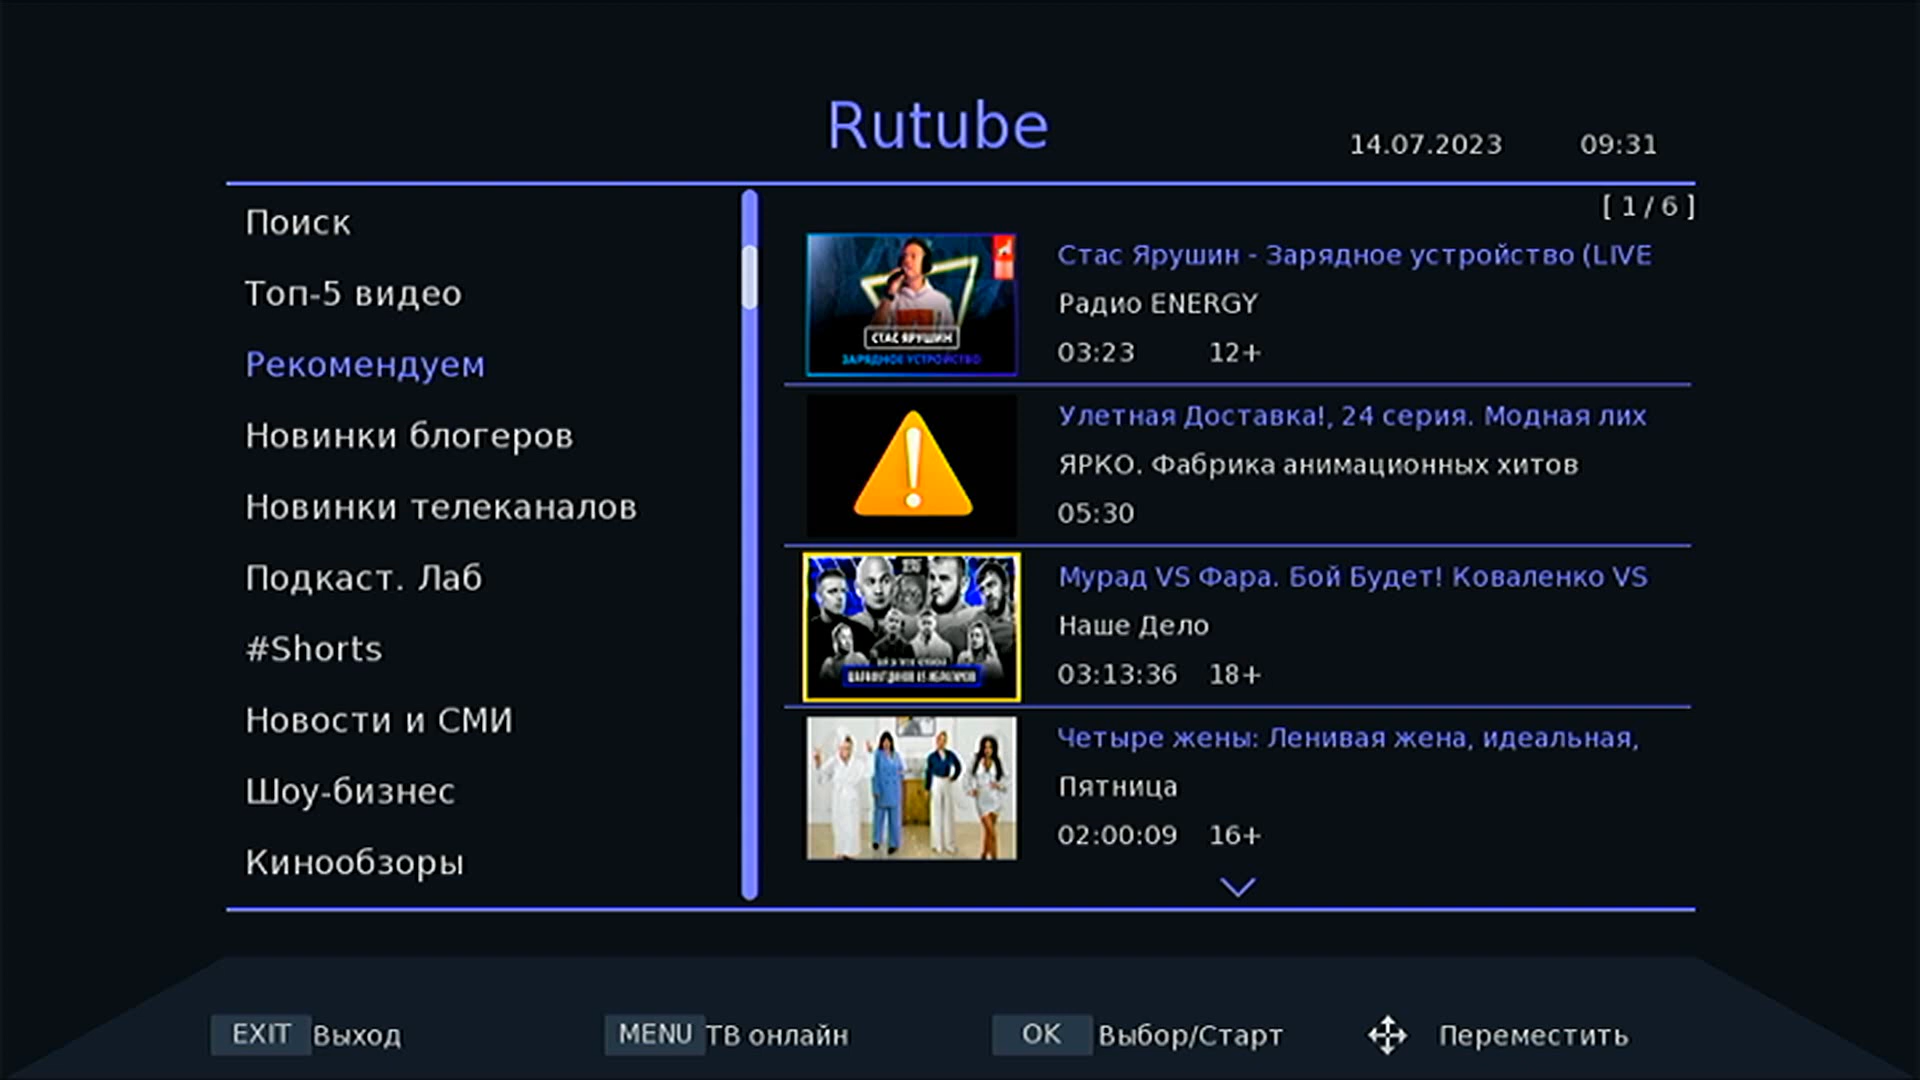 Rutube
14.07.2023 09:31
[ 1 / 6 ]
Поиск
Топ-5 видео
Рекомендуем
Новинки блогеров
Новинки телеканалов
Подкаст. Лаб
#Shorts
Новости и СМИ
Шоу-бизнес
Кинообзоры
СТАС ЯРУШИН
ЗАРЯДНОЕ УСТРОЙСТВО
Стас Ярушин - Зарядное устройство (LIVE
Радио ENERGY
03:23 12+
Улетная Доставка!, 24 серия. Модная лих
ЯРКО. Фабрика анимационных хитов
05:30
Мурад VS Фара. Бой Будет! Коваленко VS
Наше Дело
03:13:36 18+
Четыре жены: Ленивая жена, идеальная,
Пятница
02:00:09 16+
EXIT Выход
MENU ТВ онлайн
OK Выбор/Старт
Переместить